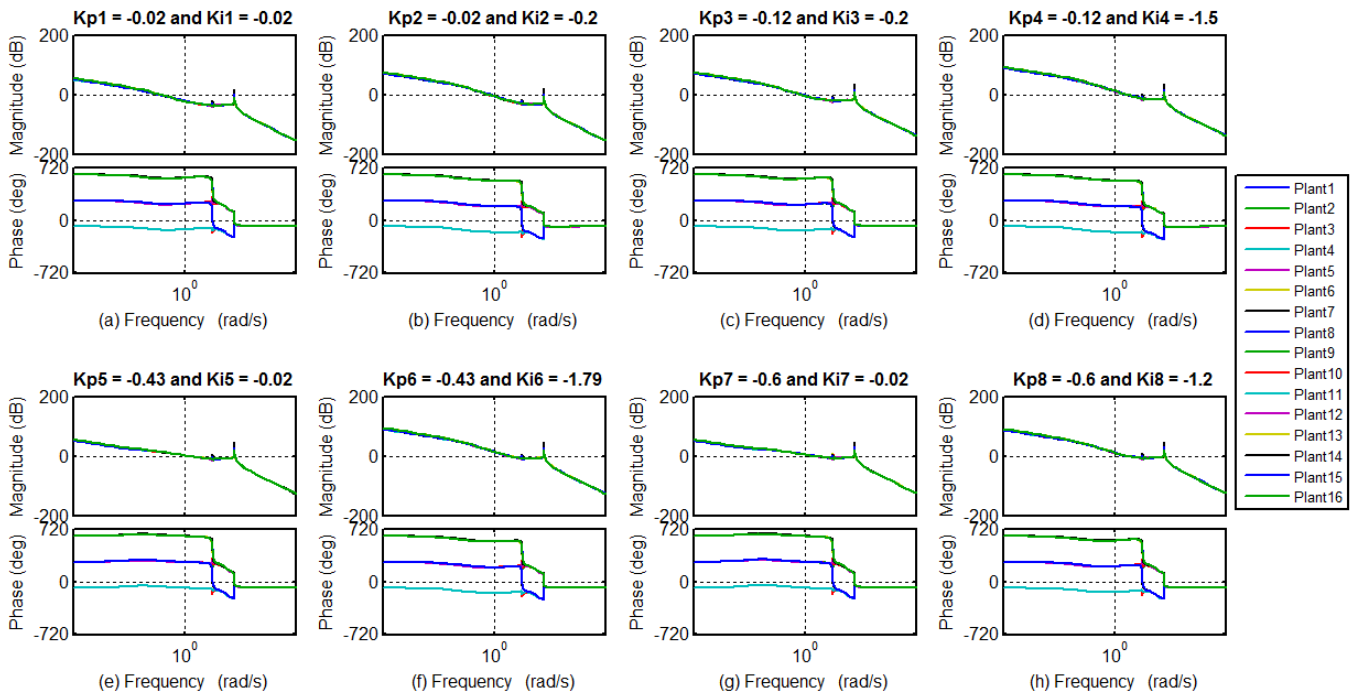 Kp1 = -0.02 and Ki1 = -0.02
200
0
-200
Magnitude (dB)
720
0
-720
Phase (deg)
10^0
(a) Frequency (rad/s)
Kp2 = -0.02 and Ki2 = -0.2
200
0
-200
Magnitude (dB)
720
0
-720
Phase (deg)
10^0
(b) Frequency (rad/s)
Kp3 = -0.12 and Ki3 = -0.2
200
0
-200
Magnitude (dB)
720
0
-720
Phase (deg)
10^0
(c) Frequency (rad/s)
Kp4 = -0.12 and Ki4 = -1.5
200
0
-200
Magnitude (dB)
720
0
-720
Phase (deg)
10^0
(d) Frequency (rad/s)
Kp5 = -0.43 and Ki5 = -0.02
200
0
-200
Magnitude (dB)
720
0
-720
Phase (deg)
10^0
(e) Frequency (rad/s)
Kp6 = -0.43 and Ki6 = -1.79
200
0
-200
Magnitude (dB)
720
0
-720
Phase (deg)
10^0
(f) Frequency (rad/s)
Kp7 = -0.6 and Ki7 = -0.02
200
0
-200
Magnitude (dB)
720
0
-720
Phase (deg)
10^0
(g) Frequency (rad/s)
Kp8 = -0.6 and Ki8 = -1.2
200
0
-200
Magnitude (dB)
720
0
-720
Phase (deg)
10^0
(h) Frequency (rad/s)
Plant1
Plant2
Plant3
Plant4
Plant5
Plant6
Plant7
Plant8
Plant9
Plant10
Plant11
Plant12
Plant13
Plant14
Plant15
Plant16